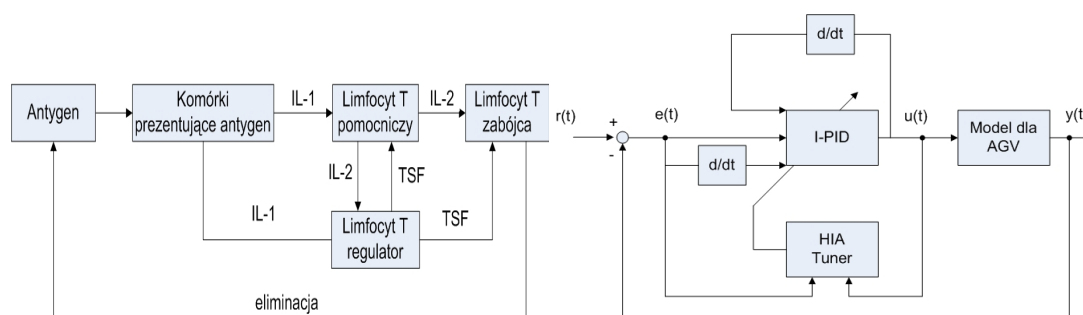 Antygen
Komórki
prezentujące antygen
IL-1
Limfocyt T
pomocniczy
IL-2
Limfocyt T
zabójca
IL-2
TSF
IL-1
Limfocyt T
regulator
TSF
eliminacja
d/dt
r(t)
+
-
e(t)
I-PID
u(t)
Model dla
AGV
y(t
d/dt
HIA
Tuner